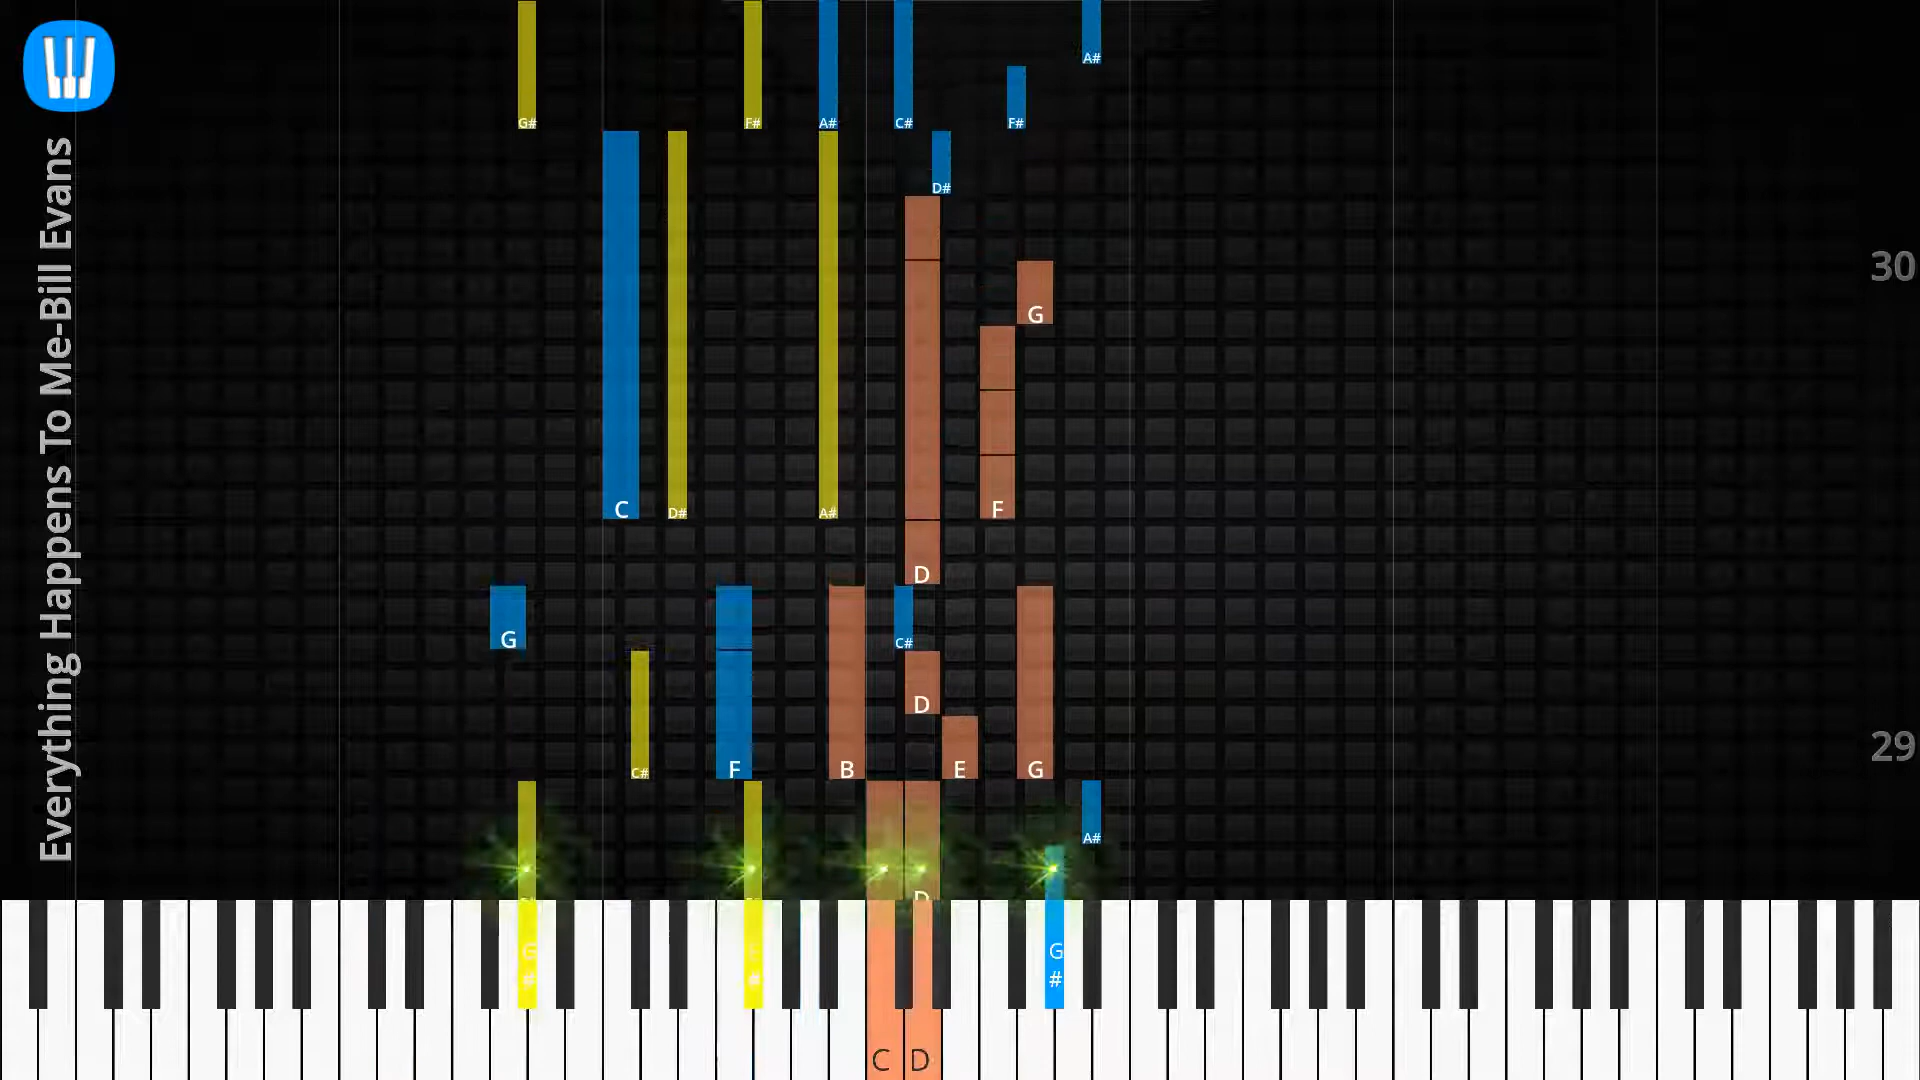 Everything Happens To Me-Bill Evans
G# F# A# C# A#
F#
D#
30
G
C D# A# F
D
G C#
D
C# F B E G
29
A#
D
G
#
#
G
#
C D